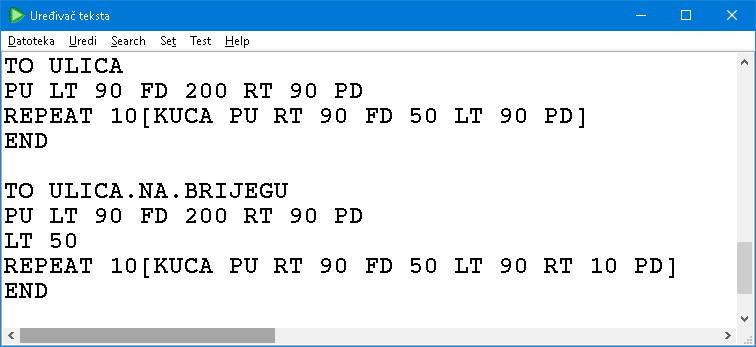 Uređivač teksta
Datoteka Uredi Search Set Test Help
TO ULICA
PU LT 90 FD 200 RT 90 PD
REPEAT 10[KUCA PU RT 90 FD 50 LT 90 PD]
END
TO ULICA.NA.BRIJEGU
PU LT 90 FD 200 RT 90 PD
LT 50
REPEAT 10[KUCA PU RT 90 FD 50 LT 90 RT 10 PD]
END